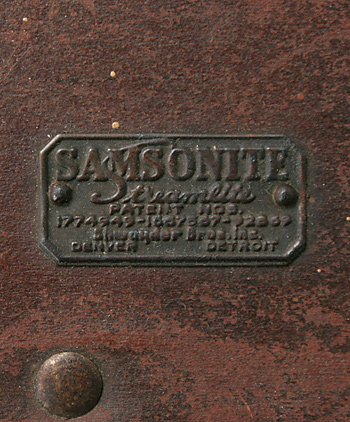 SAMSONITE
Streamlite
PATENT NOS.
Shwayder Bros., Inc.
DENVER DETROIT